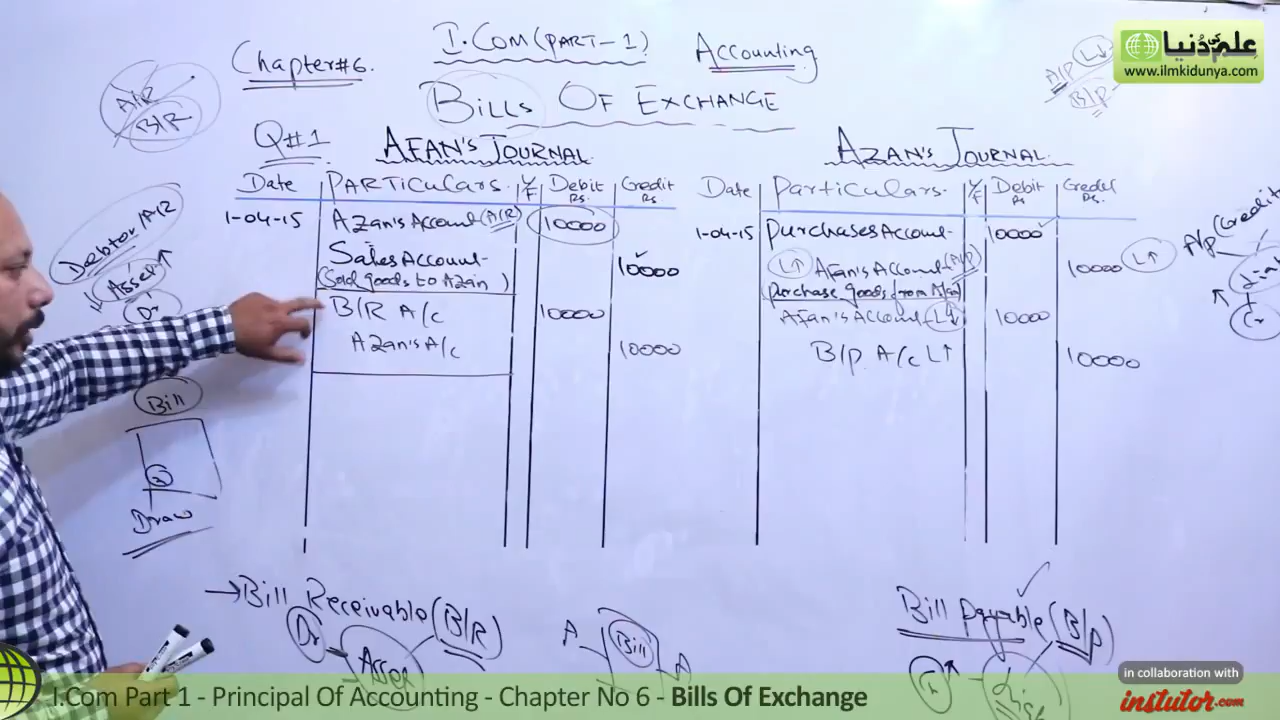 I.COM (PART-1) Accounting
Chapter#6.
BILLS OF EXCHANGE
A/R
B/R
A/P L↓
B/P
علم کی دنیا
www.ilmkidunya.com
Q#1 AFAN'S JOURNAL
Date PARTICULARS. V/F Debit Rs. Credit Rs.
1-04-15 Azan's Account (A/R) 10000
Sales Account 10000
(Sold goods to Azan)
B/R A/c 10000
Azan's A/c 10000
AZAN'S JOURNAL.
Date Particulars. V/F Debit Rs Credit Rs.
1-04-15 Purchases Account 10000
L↑ Afan's Account (A/P) 10000 L↑
(Purchase goods from Afan)
Afan's Account L↓ 10000
B/P A/c L↑ 10000
Debtor/A/R
Asset ↑
Dr
Bill
Draw
A/P (Credit
↑
Cr
→ Bill Receivable (B/R)
Dr
Asset
A Bill A
Bill Payable (B/P)
Cr ↑
I.Com Part 1 - Principal Of Accounting - Chapter No 6 - Bills Of Exchange
in collaboration with
instutor.com